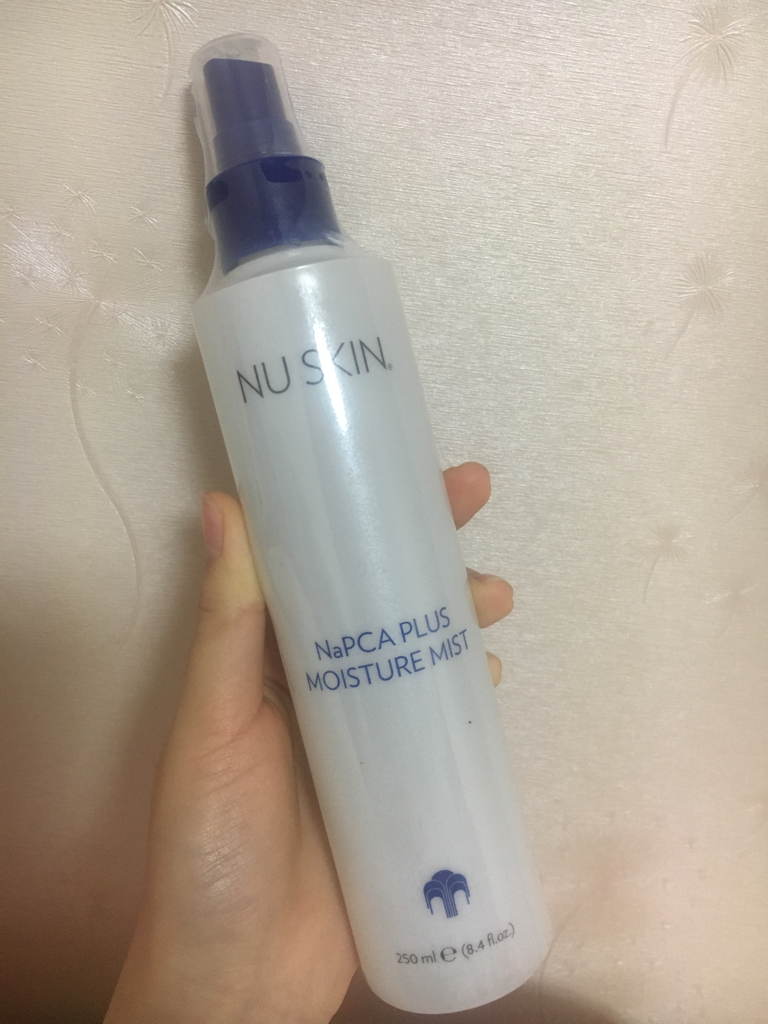 NU SKIN®
NaPCA PLUS
MOISTURE MIST
250 ml ℮ (8.4 fl.oz.)